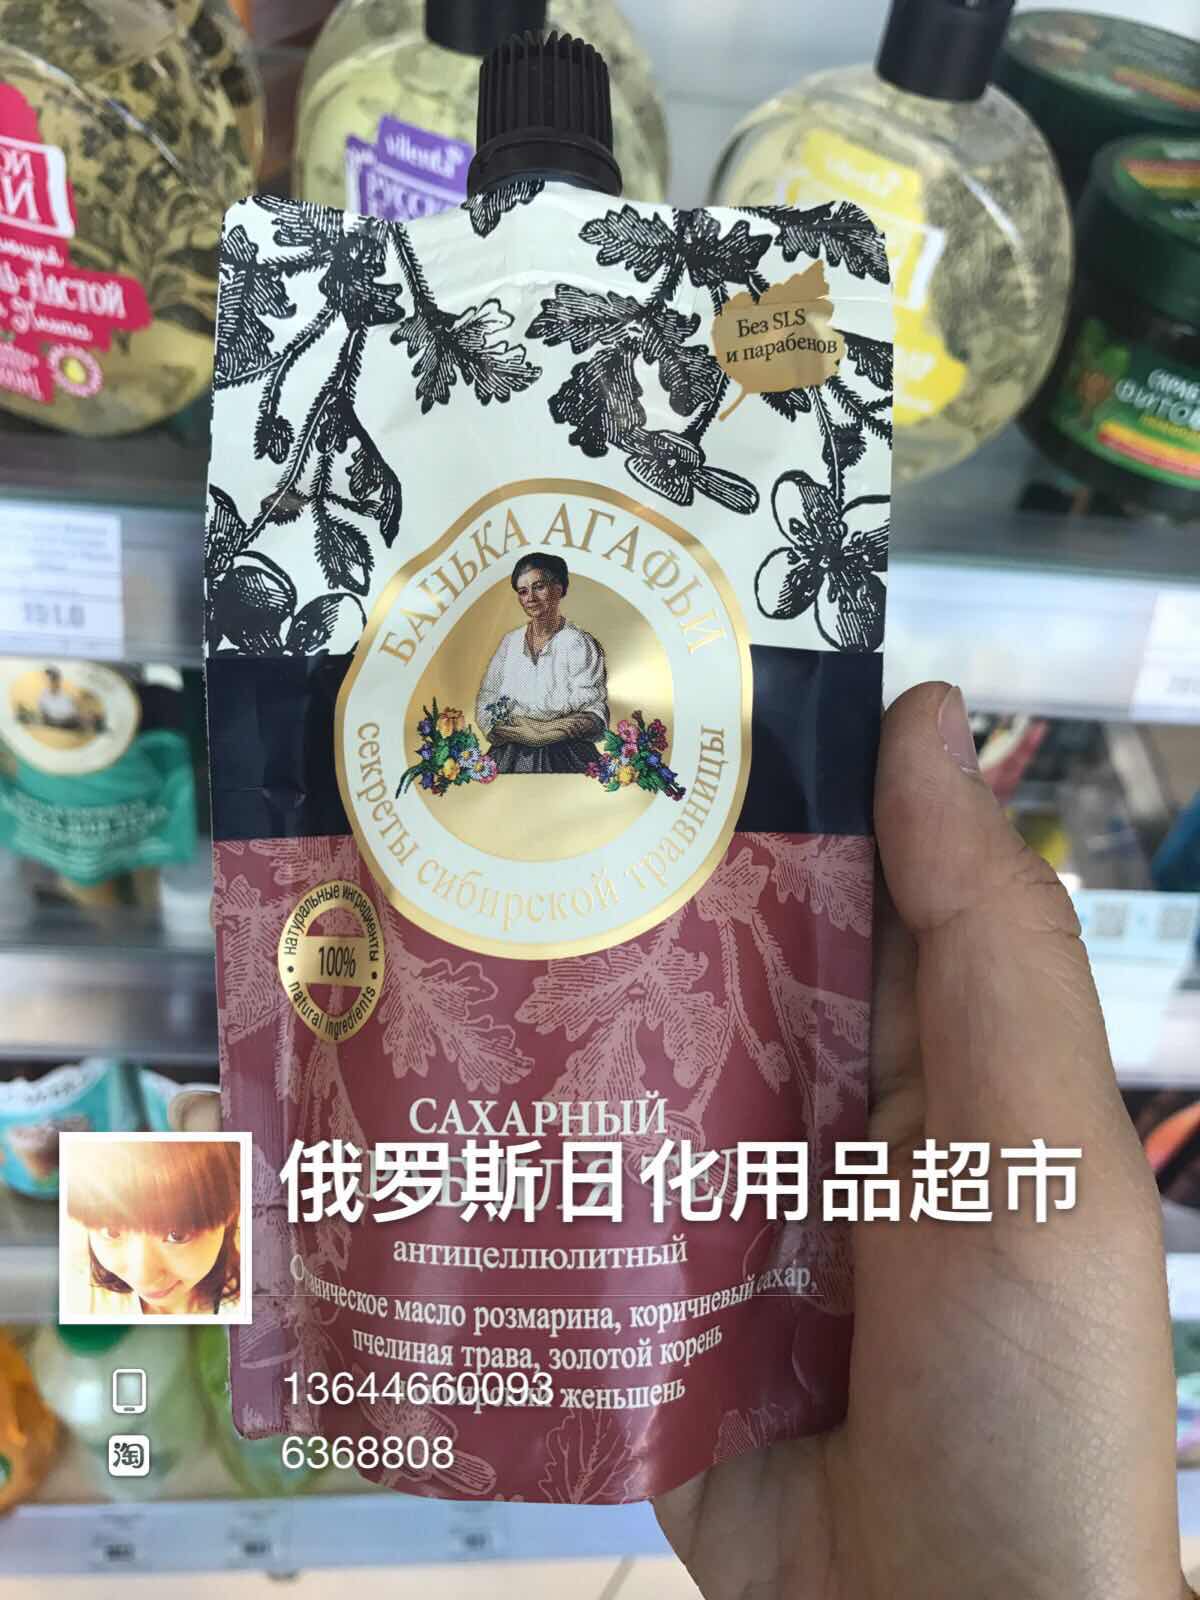 Без SLS
и парабенов
БАНЬКА АГАФЬИ
секреты сибирской травницы
натуральные ингредиенты
100%
natural ingredients
САХАРНЫЙ
俄罗斯日化用品超市
антицеллюлитный
Органическое масло розмарина, коричневый сахар,
пчелиная трава, золотой корень
женьшень
13644660093
淘
6368808